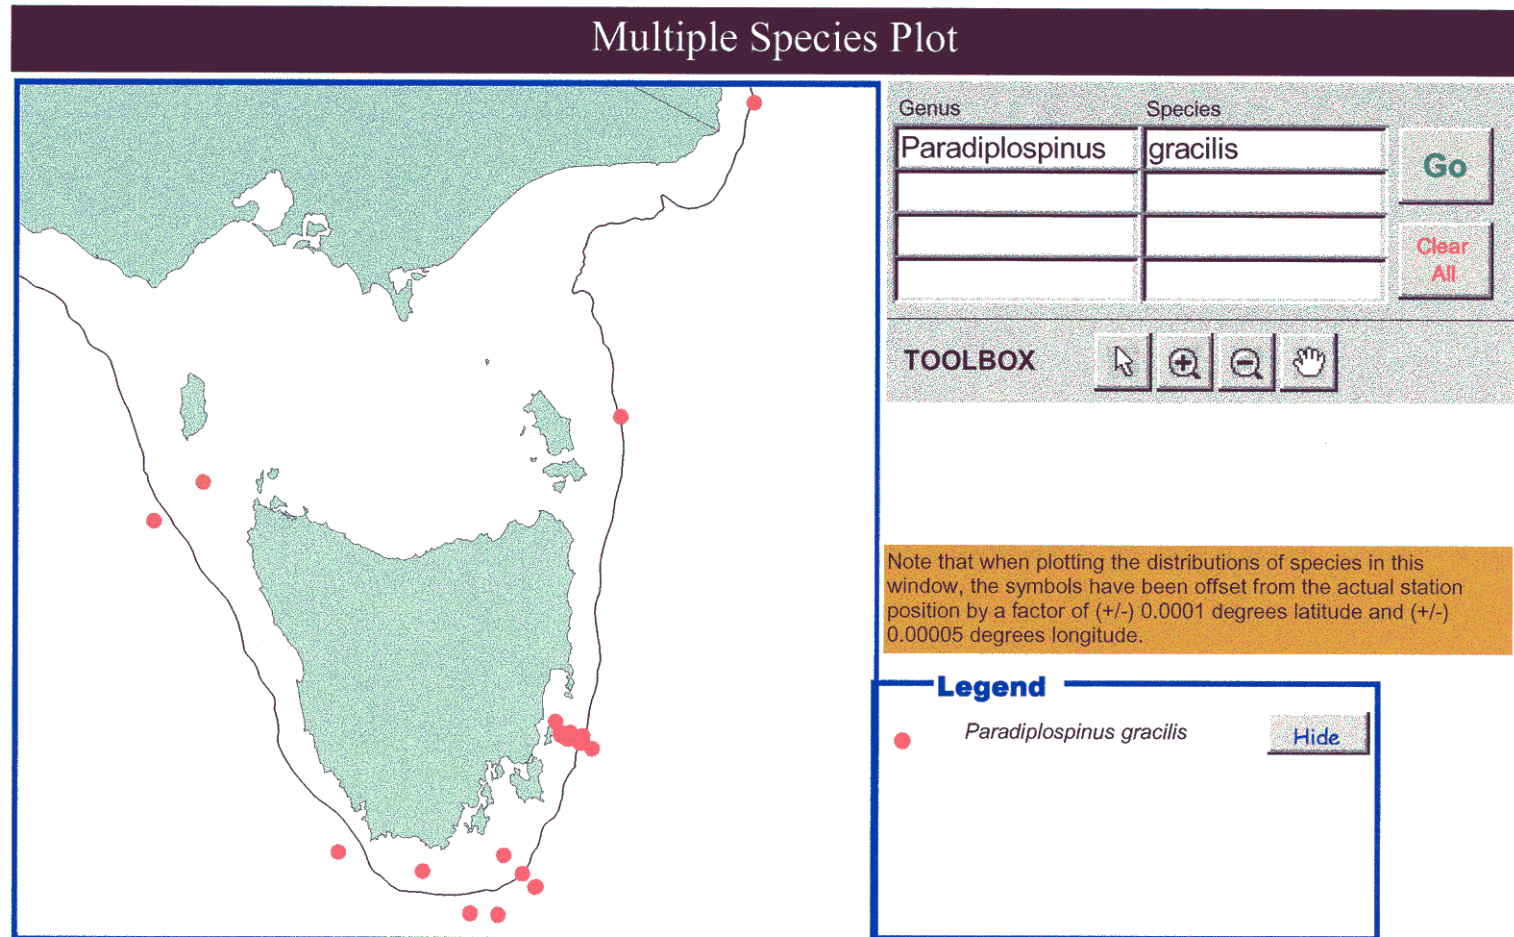 Multiple Species Plot
Genus Species
Paradiplospinus gracilis
Go
Clear
All
TOOLBOX
Note that when plotting the distributions of species in this
window, the symbols have been offset from the actual station
position by a factor of (+/-) 0.0001 degrees latitude and (+/-)
0.00005 degrees longitude.
Legend
Paradiplospinus gracilis
Hide